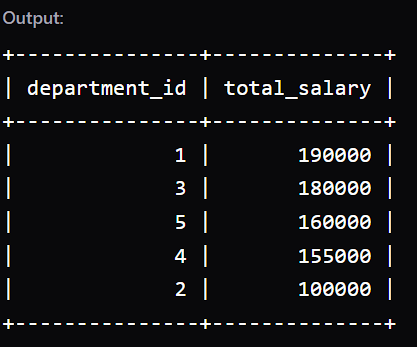 Output:
+---------------+--------------+
| department_id | total_salary |
+---------------+--------------+
|             1 |       190000 |
|             3 |       180000 |
|             5 |       160000 |
|             4 |       155000 |
|             2 |       100000 |
+---------------+--------------+